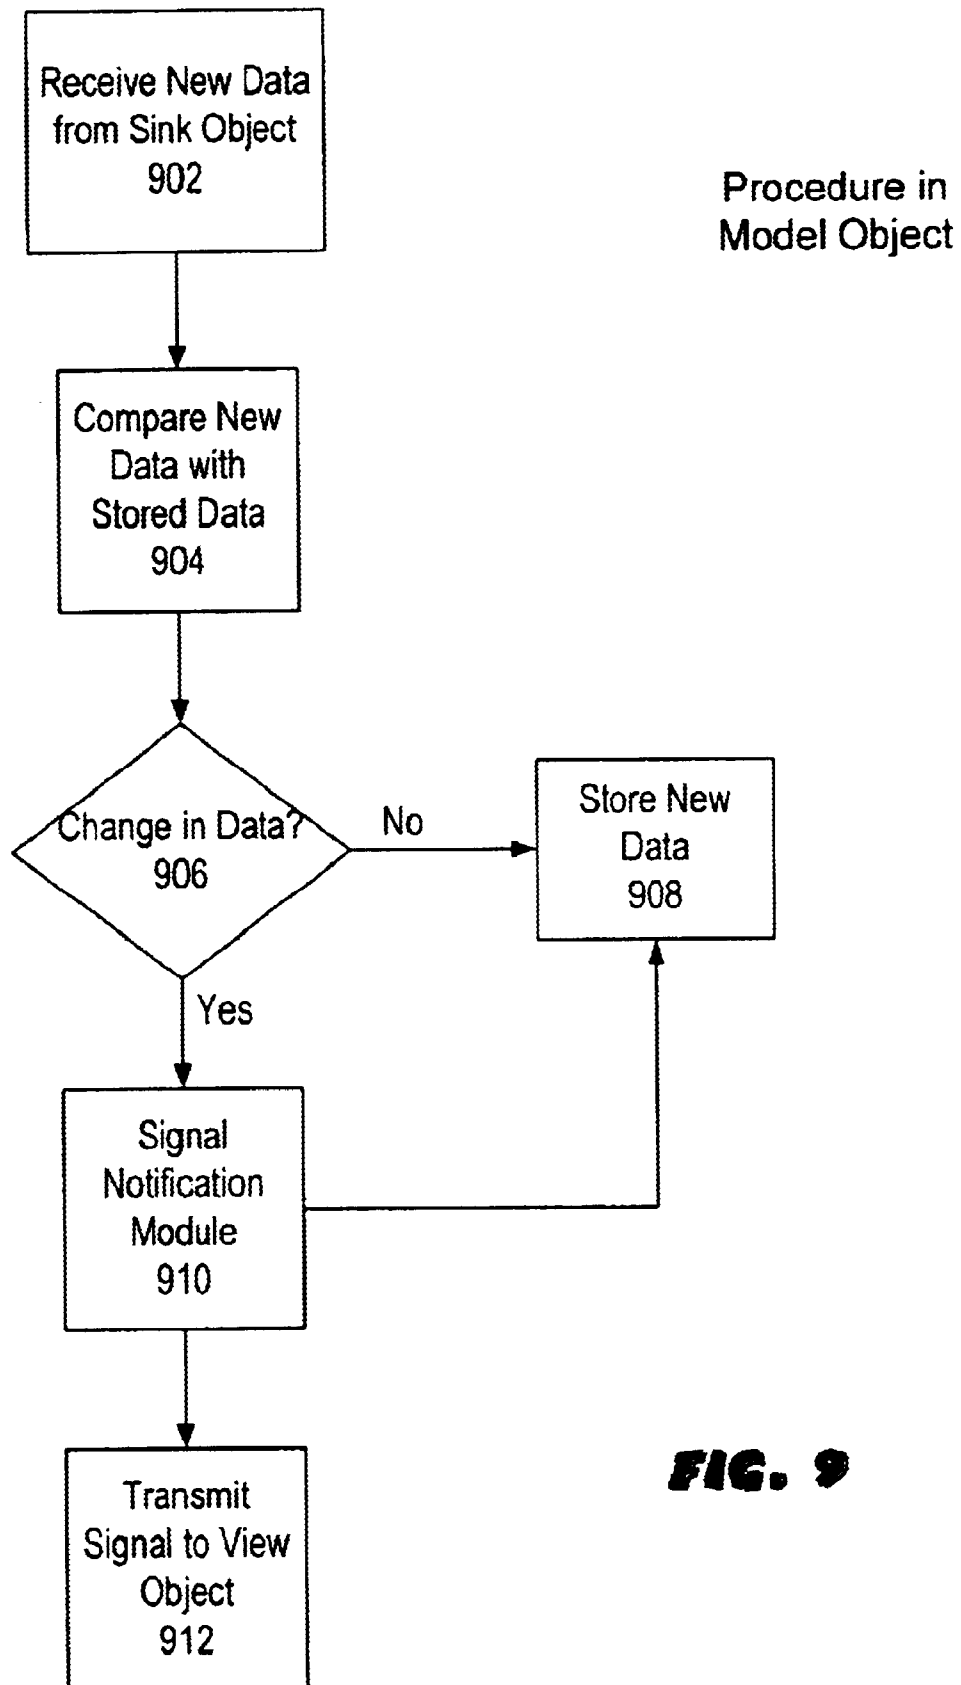 Receive New Data
from Sink Object
902
Procedure in
Model Object
Compare New
Data with
Stored Data
904
Change in Data?
906
No
Store New
Data
908
Yes
Signal
Notification
Module
910
Transmit
Signal to View
Object
912
FIG. 9